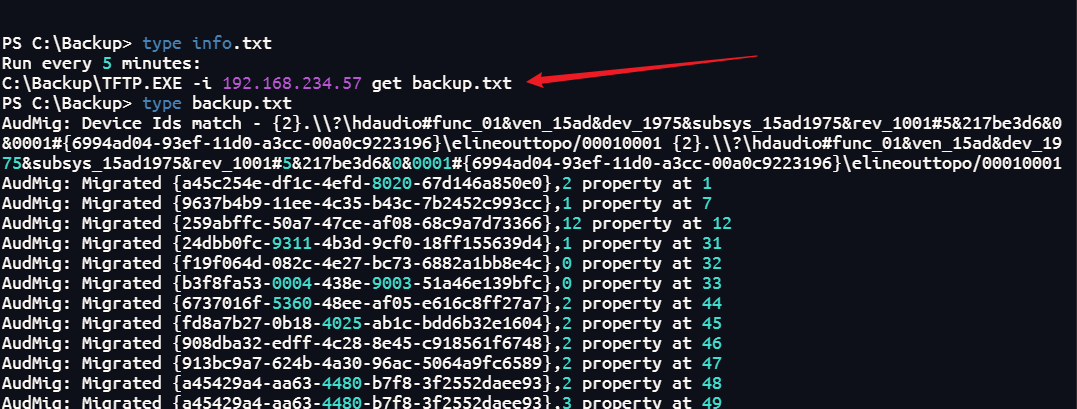 PS C:\Backup> type info.txt
Run every 5 minutes:
C:\Backup\TFTP.EXE -i 192.168.234.57 get backup.txt
PS C:\Backup> type backup.txt
AudMig: Device Ids match - {2}.\\?\hdaudio#func_01&ven_15ad&dev_1975&subsys_15ad1975&rev_1001#5&217be3d6&0
&0001#{6994ad04-93ef-11d0-a3cc-00a0c9223196}\elineouttopo/00010001 {2}.\\?\hdaudio#func_01&ven_15ad&dev_19
75&subsys_15ad1975&rev_1001#5&217be3d6&0&0001#{6994ad04-93ef-11d0-a3cc-00a0c9223196}\elineouttopo/00010001
AudMig: Migrated {a45c254e-df1c-4efd-8020-67d146a850e0},2 property at 1
AudMig: Migrated {9637b4b9-11ee-4c35-b43c-7b2452c993cc},1 property at 7
AudMig: Migrated {259abffc-50a7-47ce-af08-68c9a7d73366},12 property at 12
AudMig: Migrated {24dbb0fc-9311-4b3d-9cf0-18ff155639d4},1 property at 31
AudMig: Migrated {f19f064d-082c-4e27-bc73-6882a1bb8e4c},0 property at 32
AudMig: Migrated {b3f8fa53-0004-438e-9003-51a46e139bfc},0 property at 33
AudMig: Migrated {6737016f-5360-48ee-af05-e616c8ff27a7},2 property at 44
AudMig: Migrated {fd8a7b27-0b18-4025-ab1c-bdd6b32e1604},2 property at 45
AudMig: Migrated {908dba32-edff-4c28-8e45-c918561f6748},2 property at 46
AudMig: Migrated {913bc9a7-624b-4a30-96ac-5064a9fc6589},2 property at 47
AudMig: Migrated {a45429a4-aa63-4480-b7f8-3f2552daee93},2 property at 48
AudMig: Migrated {a45429a4-aa63-4480-b7f8-3f2552daee93},3 property at 49